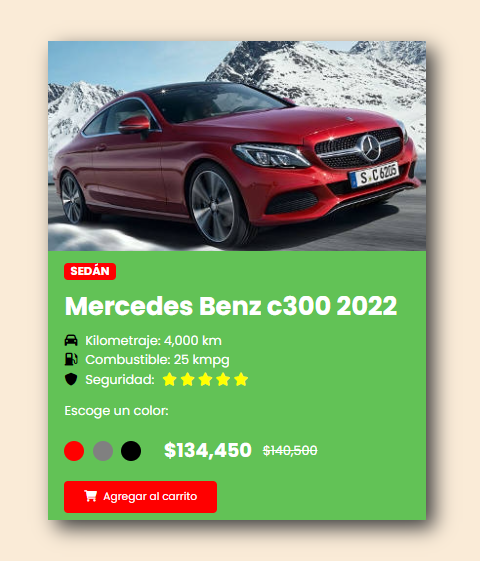 S C 6205
SEDÁN
Mercedes Benz c300 2022
Kilometraje: 4,000 km
Combustible: 25 kmpg
Seguridad:
Escoge un color:
$134,450 $140,500
Agregar al carrito